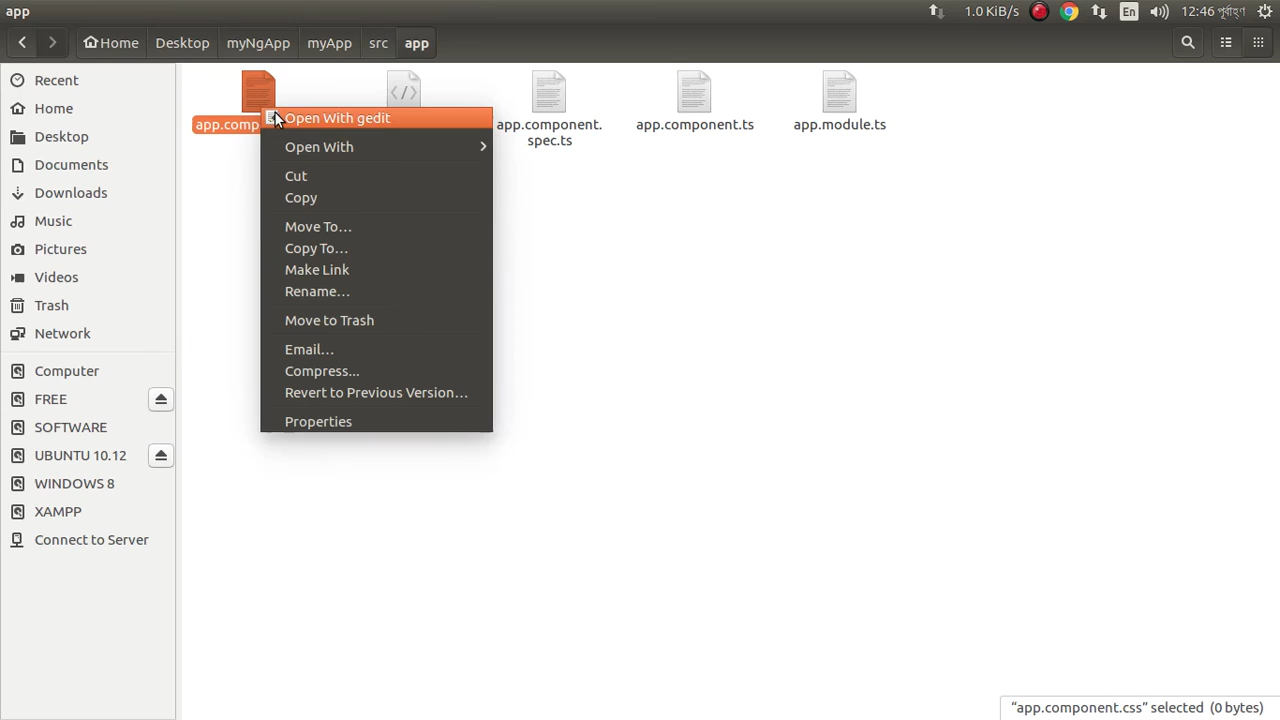 app
1.0 KiB/s
En
12:46 পূর্বাহ্ণ
Home
Desktop
myNgApp
myApp
src
app
Recent
Home
Desktop
Documents
Downloads
Music
Pictures
Videos
Trash
Network
Computer
FREE
SOFTWARE
UBUNTU 10.12
WINDOWS 8
XAMPP
Connect to Server
app.comp
Open With gedit
Open With
Cut
Copy
Move To…
Copy To…
Make Link
Rename…
Move to Trash
Email…
Compress...
Revert to Previous Version…
Properties
app.component.
spec.ts
app.component.ts
app.module.ts
“app.component.css” selected (0 bytes)